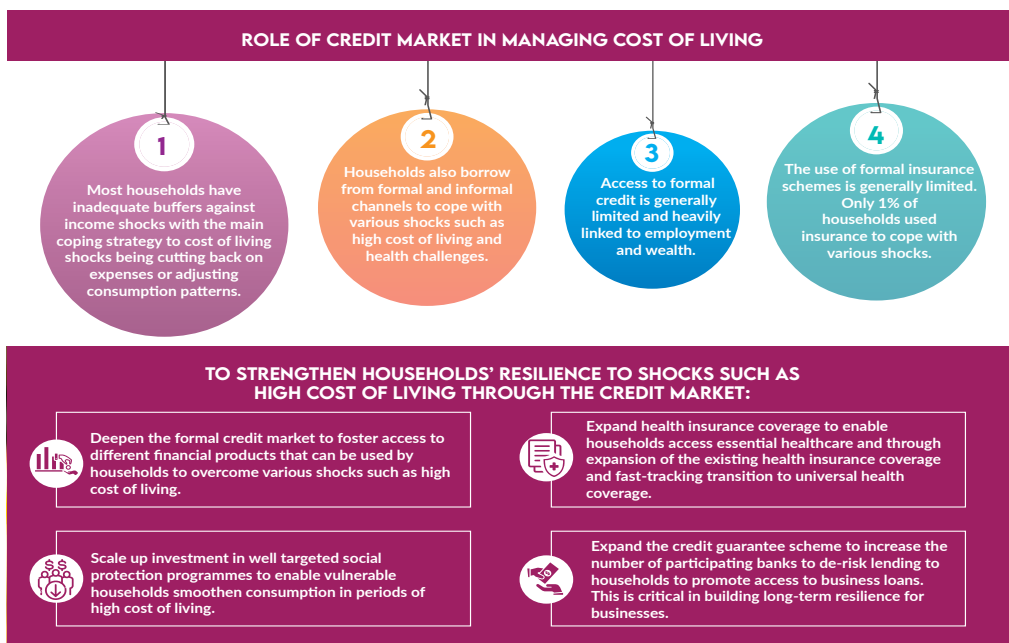 ROLE OF CREDIT MARKET IN MANAGING COST OF LIVING
1
Most households have
inadequate buffers against
income shocks with the main
coping strategy to cost of living
shocks being cutting back on
expenses or adjusting
consumption patterns.
2
Households also borrow
from formal and informal
channels to cope with
various shocks such as
high cost of living and
health challenges.
3
Access to formal
credit is generally
limited and heavily
linked to employment
and wealth.
4
The use of formal insurance
schemes is generally limited.
Only 1% of
households used
insurance to cope with
various shocks.
TO STRENGTHEN HOUSEHOLDS' RESILIENCE TO SHOCKS SUCH AS
HIGH COST OF LIVING THROUGH THE CREDIT MARKET:
Deepen the formal credit market to foster access to
different financial products that can be used by
households to overcome various shocks such as high
cost of living.
Expand health insurance coverage to enable
households access essential healthcare and through
expansion of the existing health insurance coverage
and fast-tracking transition to universal health
coverage.
$ $
Scale up investment in well targeted social
protection programmes to enable vulnerable
households smoothen consumption in periods of
high cost of living.
Expand the credit guarantee scheme to increase the
number of participating banks to de-risk lending to
households to promote access to business loans.
This is critical in building long-term resilience for
businesses.